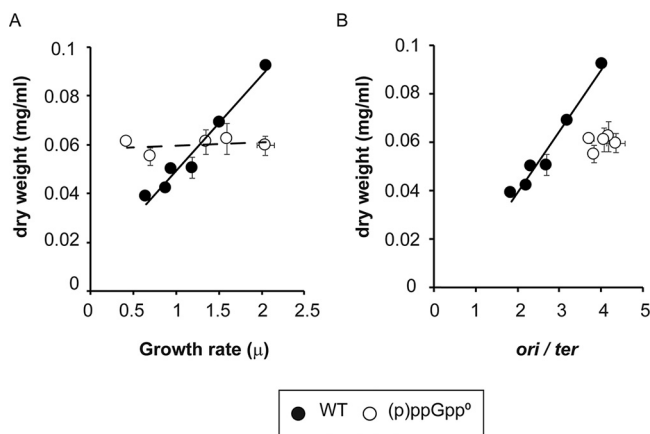 A
dry weight (mg/ml)
0.1
0.08
0.06
0.04
0.02
0
0 0.5 1 1.5 2 2.5
Growth rate (μ)
B
dry weight (mg/ml)
0.1
0.08
0.06
0.04
0.02
0
0 1 2 3 4 5
ori / ter
WT (p)ppGpp⁰